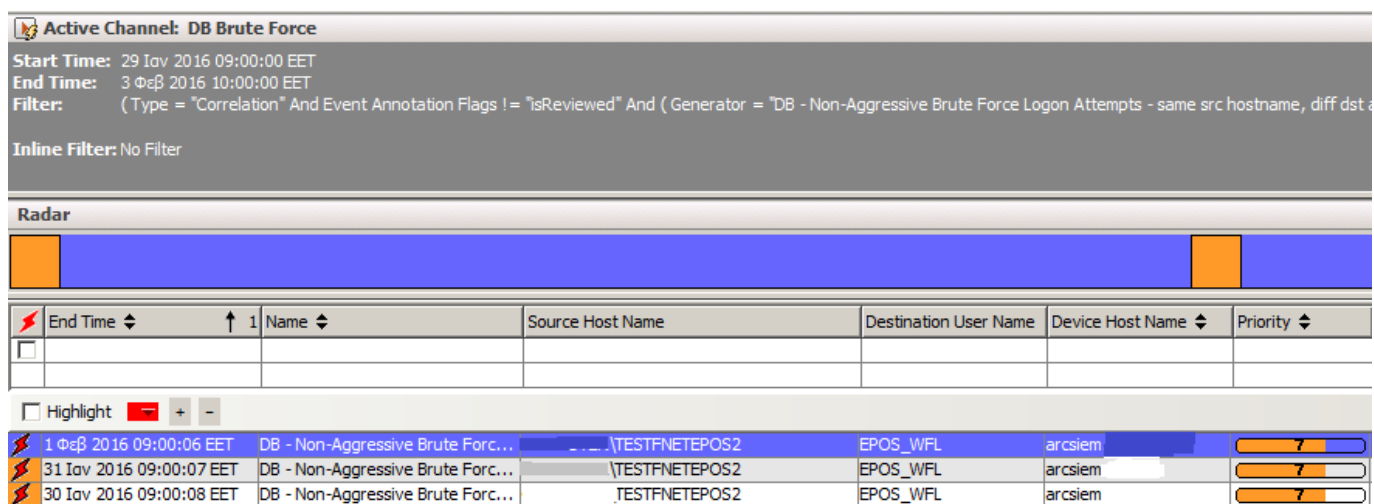 Active Channel: DB Brute Force
Start Time: 29 Ιαν 2016 09:00:00 EET
End Time: 3 Φεβ 2016 10:00:00 EET
Filter: ( Type = "Correlation" And Event Annotation Flags != "isReviewed" And ( Generator = "DB - Non-Aggressive Brute Force Logon Attempts - same src hostname, diff dst
Inline Filter: No Filter
Radar
End Time 1 Name Source Host Name Destination User Name Device Host Name Priority
Highlight + -
1 Φεβ 2016 09:00:06 EET DB - Non-Aggressive Brute Forc... \TESTFNETEPOS2 EPOS_WFL arcsiem 7
31 Ιαν 2016 09:00:07 EET DB - Non-Aggressive Brute Forc... \TESTFNETEPOS2 EPOS_WFL arcsiem 7
30 Ιαν 2016 09:00:08 EET DB - Non-Aggressive Brute Forc... TESTFNETEPOS2 EPOS_WFL arcsiem 7